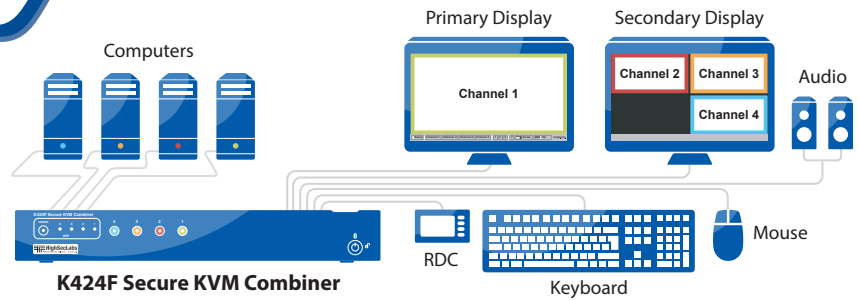 Primary Display
Secondary Display
Computers
Channel 1
Channel 2
Channel 3
Channel 4
Audio
K424F Secure KVM Combiner
4
3
2
1
HighSecLabs
RDC
Mouse
Keyboard
K424F Secure KVM Combiner